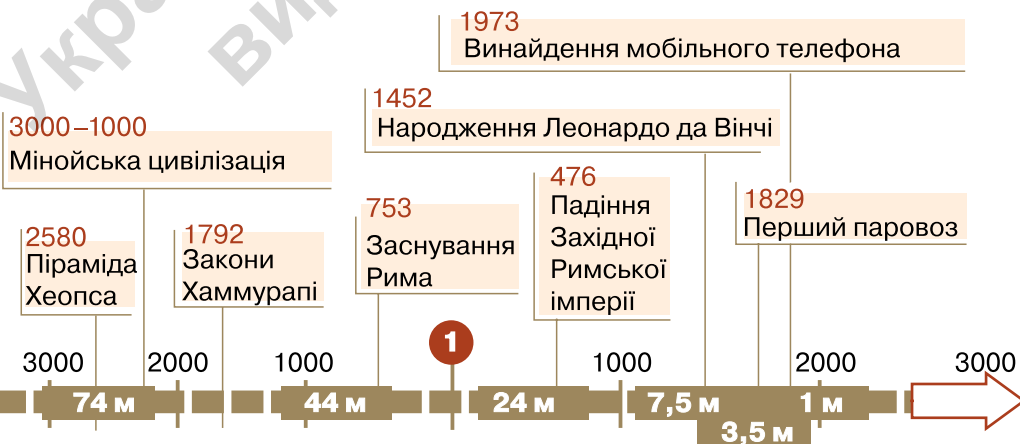 1973
Винайдення мобільного телефона
1452
Народження Леонардо да Вінчі
3000–1000
Мінойська цивілізація
476
Падіння
Західної
Римської
імперії
1829
Перший паровоз
753
Заснування
Рима
2580
Піраміда
Хеопса
1792
Закони
Хаммурапі
3000 2000 1000 1 1000 2000 3000
74 м 44 м 24 м 7,5 м 1 м
3,5 м